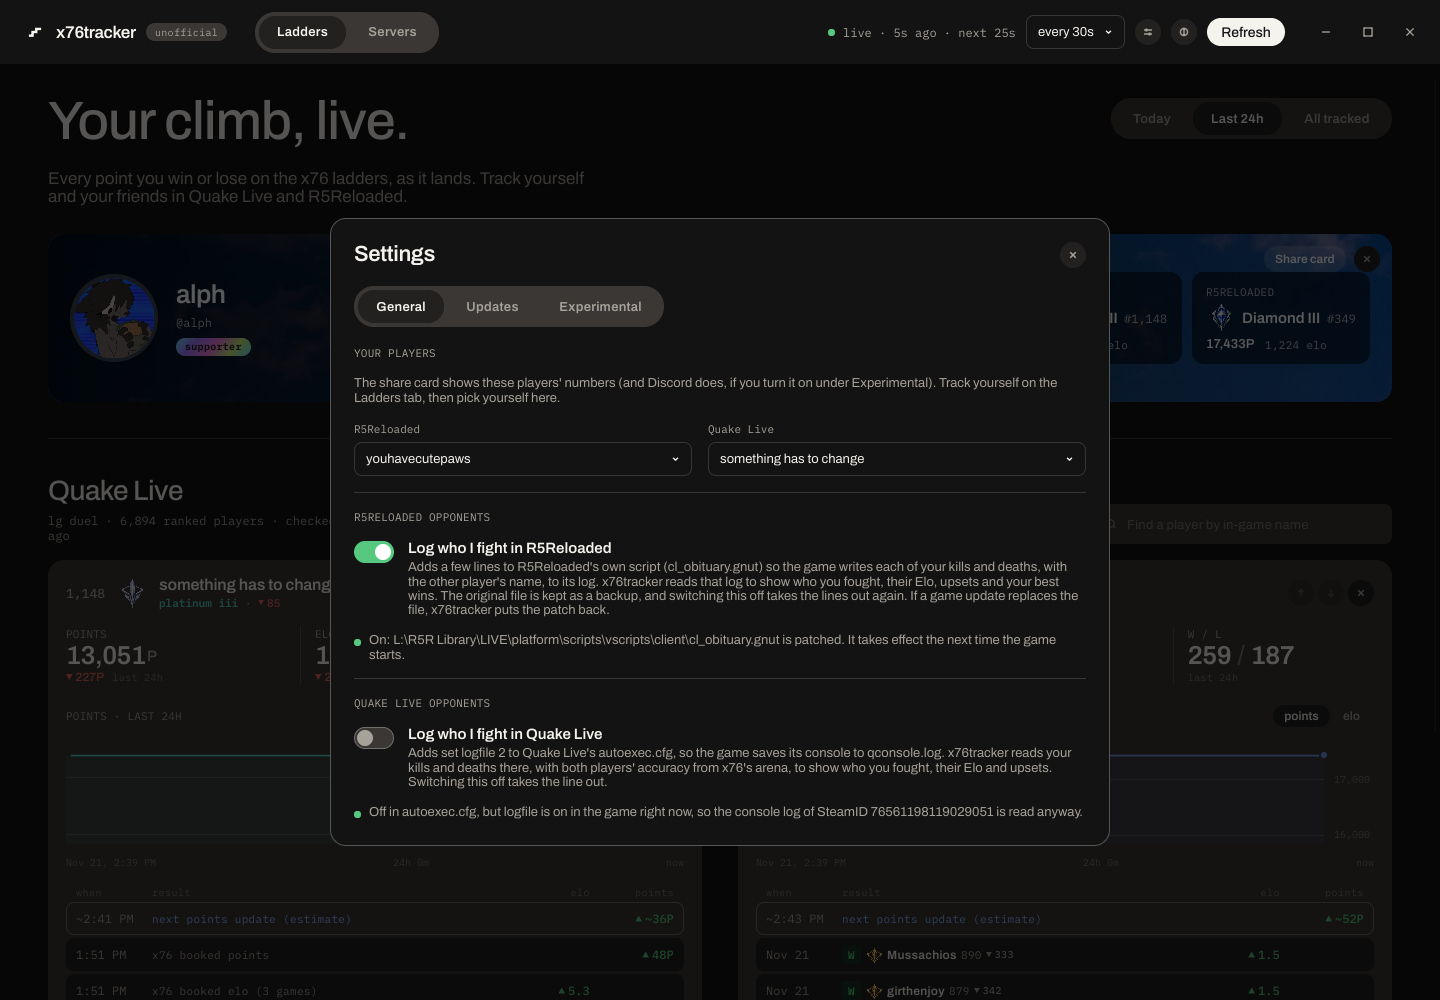 x76tracker unofficial Ladders Servers live · 5s ago · next 25s every 30s Refresh
Your climb, live.
Today Last 24h All tracked
Every point you win or lose on the x76 ladders, as it lands. Track yourself
and your friends in Quake Live and R5Reloaded.
alph
@alph
supporter
Share card
II #1,148
elo
R5RELOADED
Diamond III #349
17,433P 1,224 elo
Settings
General Updates Experimental
YOUR PLAYERS
The share card shows these players' numbers (and Discord does, if you turn it on under Experimental). Track yourself on the
Ladders tab, then pick yourself here.
R5Reloaded Quake Live
youhavecutepaws something has to change
R5RELOADED OPPONENTS
Log who I fight in R5Reloaded
Adds a few lines to R5Reloaded's own script (cl_obituary.gnut) so the game writes each of your kills and deaths, with
the other player's name, to its log. x76tracker reads that log to show who you fought, their Elo, upsets and your best
wins. The original file is kept as a backup, and switching this off takes the lines out again. If a game update replaces the
file, x76tracker puts the patch back.
On: L:\R5R Library\LIVE\platform\scripts\vscripts\client\cl_obituary.gnut is patched. It takes effect the next time the game
starts.
QUAKE LIVE OPPONENTS
Log who I fight in Quake Live
Adds set logfile 2 to Quake Live's autoexec.cfg, so the game saves its console to qconsole.log. x76tracker reads your
kills and deaths there, with both players' accuracy from x76's arena, to show who you fought, their Elo and upsets.
Switching this off takes the line out.
Off in autoexec.cfg, but logfile is on in the game right now, so the console log of SteamID 76561198119029051 is read anyway.
Quake Live
lg duel · 6,894 ranked players · checked
ago
Find a player by in-game name
1,148 something has to chang
platinum iii · ▼85
POINTS
13,051P
▼227P last 24h
W / L
259 / 187
last 24h
POINTS · LAST 24H
points elo
17,000
16,000
Nov 21, 2:39 PM 24h 0m
Nov 21, 2:39 PM 24h 0m now
when result elo points
~2:41 PM next points update (estimate) ▲~36P
1:51 PM x76 booked points ▲48P
1:51 PM x76 booked elo (3 games) ▲5.3
when result elo points
~2:43 PM next points update (estimate) ▲~52P
Nov 21 W Mussachios 890 ▼333 ▲1.5
Nov 21 W girthenjoy 879 ▼342 ▲1.5